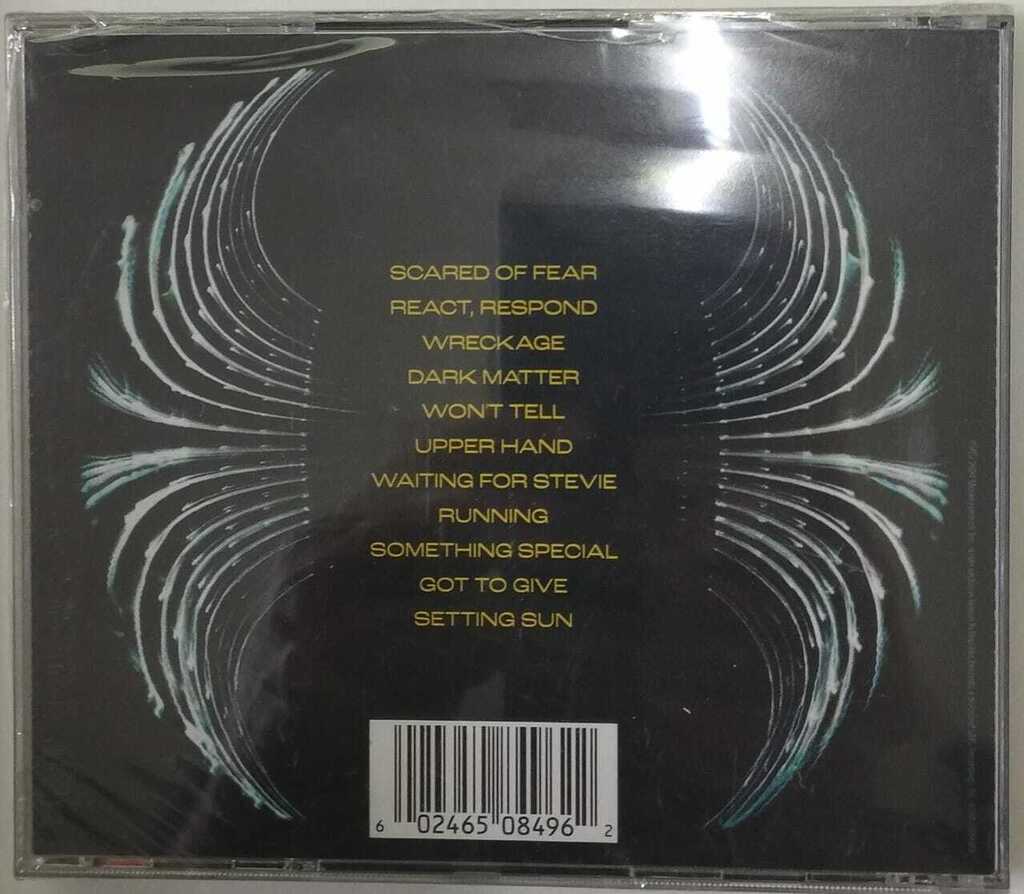 SCARED OF FEAR
REACT, RESPOND
WRECKAGE
DARK MATTER
WON'T TELL
UPPER HAND
WAITING FOR STEVIE
RUNNING
SOMETHING SPECIAL
GOT TO GIVE
SETTING SUN
6 02465 08496 2